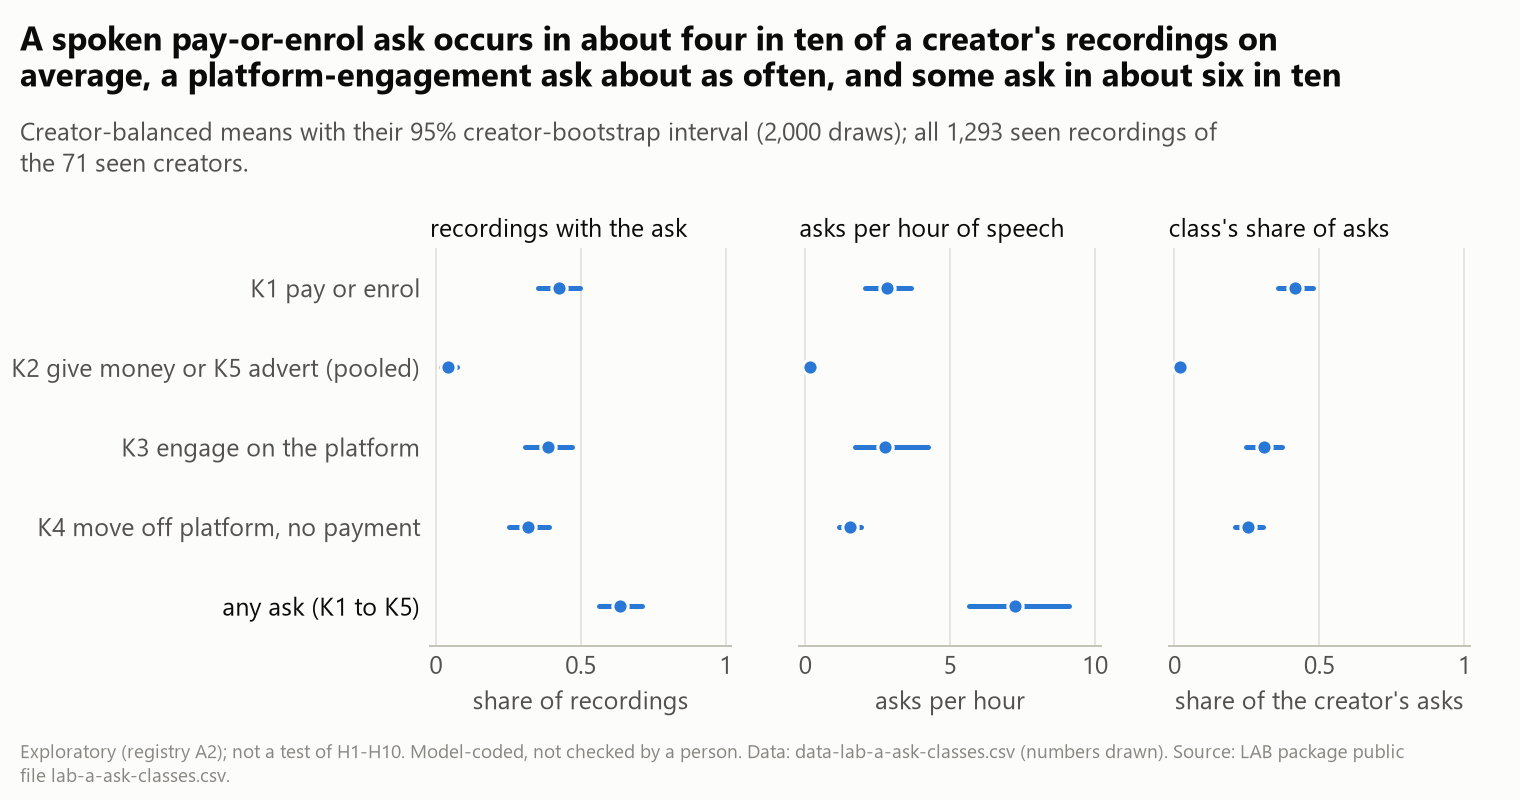 A spoken pay-or-enrol ask occurs in about four in ten of a creator's recordings on
average, a platform-engagement ask about as often, and some ask in about six in ten
Creator-balanced means with their 95% creator-bootstrap interval (2,000 draws); all 1,293 seen recordings of
the 71 seen creators.
recordings with the ask
asks per hour of speech
class's share of asks
K1 pay or enrol
K2 give money or K5 advert (pooled)
K3 engage on the platform
K4 move off platform, no payment
any ask (K1 to K5)
0 0.5 1
0 5 10
0 0.5 1
share of recordings
asks per hour
share of the creator's asks
Exploratory (registry A2); not a test of H1-H10. Model-coded, not checked by a person. Data: data-lab-a-ask-classes.csv (numbers drawn). Source: LAB package public
file lab-a-ask-classes.csv.